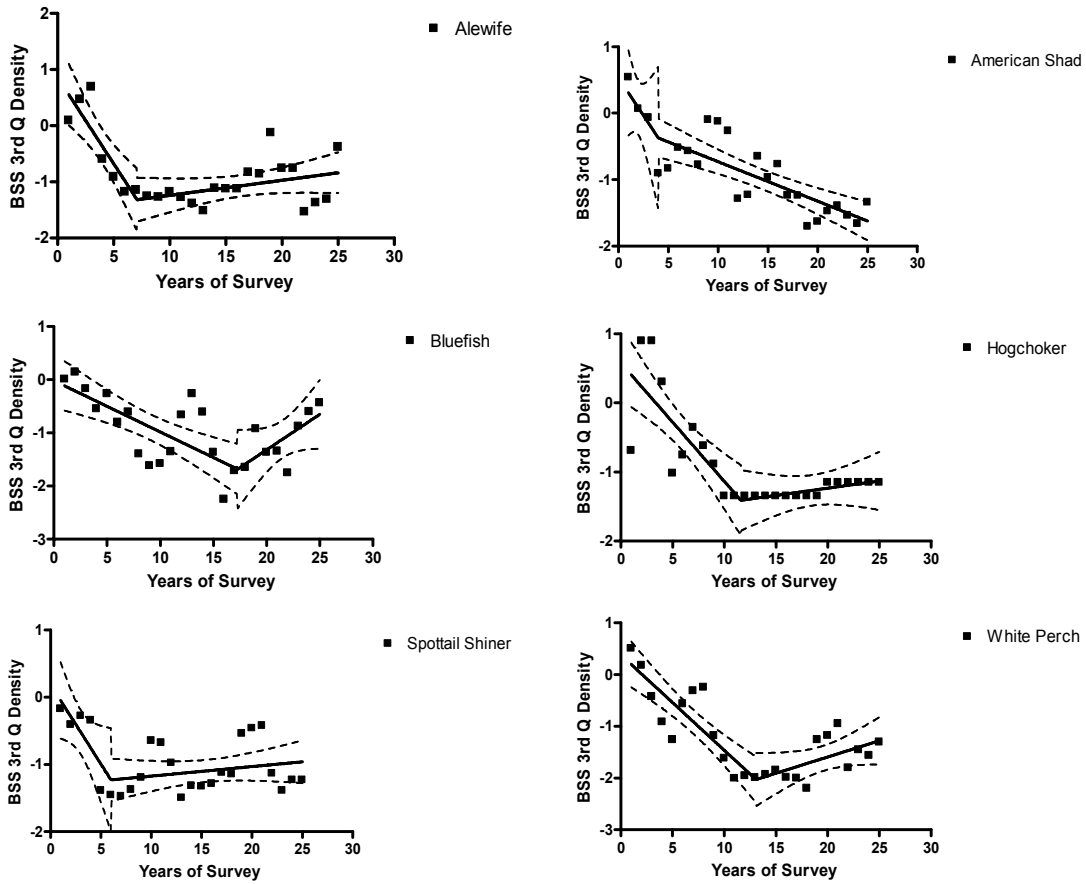 Alewife
BSS 3rd Q Density
2
1
0
-1
-2
0 5 10 15 20 25 30
Years of Survey
American Shad
BSS 3rd Q Density
1
0
-1
-2
0 5 10 15 20 25 30
Years of Survey
Bluefish
BSS 3rd Q Density
1
0
-1
-2
-3
0 5 10 15 20 25 30
Years of Survey
Hogchoker
BSS 3rd Q Density
1
0
-1
-2
0 5 10 15 20 25 30
Years of Survey
Spottail Shiner
BSS 3rd Q Density
1
0
-1
-2
0 5 10 15 20 25 30
Years of Survey
White Perch
BSS 3rd Q Density
1
0
-1
-2
-3
0 5 10 15 20 25 30
Years of Survey